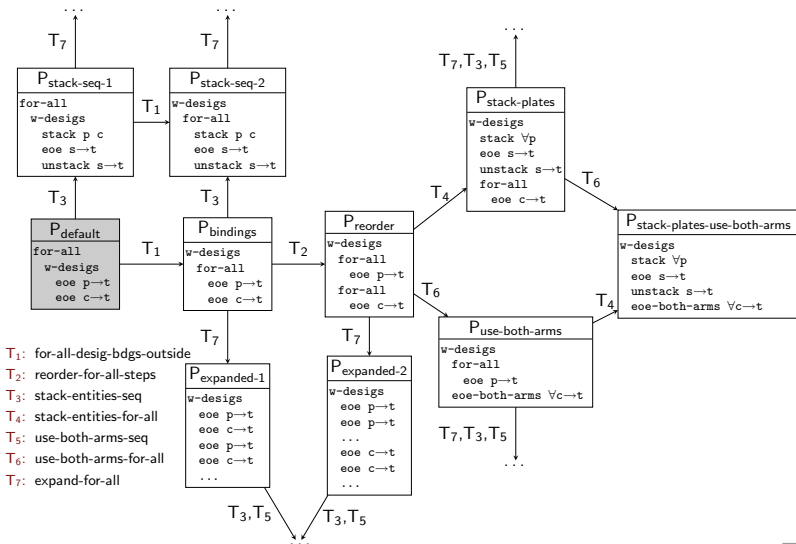 ...
...
...
T7
T7
T7,T3,T5
Pstack-seq-1
for-all
w-desigs
stack p c
eoe s→t
unstack s→t
T1
Pstack-seq-2
w-desigs
for-all
stack p c
eoe s→t
unstack s→t
Pstack-plates
w-desigs
stack ∀p
eoe s→t
unstack s→t
for-all
eoe c→t
T3
T3
T4
T6
Pdefault
for-all
w-desigs
eoe p→t
eoe c→t
T1
Pbindings
w-desigs
for-all
eoe p→t
eoe c→t
T2
Preorder
w-desigs
for-all
eoe p→t
for-all
eoe c→t
Pstack-plates-use-both-arms
w-desigs
stack ∀p
eoe s→t
unstack s→t
eoe-both-arms ∀c→t
T6
T4
T7
T7
Puse-both-arms
w-desigs
for-all
eoe p→t
eoe-both-arms ∀c→t
T7,T3,T5
...
T1: for-all-desig-bdgs-outside
T2: reorder-for-all-steps
T3: stack-entities-seq
T4: stack-entities-for-all
T5: use-both-arms-seq
T6: use-both-arms-for-all
T7: expand-for-all
Pexpanded-1
w-desigs
eoe p→t
eoe c→t
eoe p→t
eoe c→t
...
Pexpanded-2
w-desigs
eoe p→t
eoe p→t
...
eoe c→t
eoe c→t
...
T3,T5
T3,T5
...